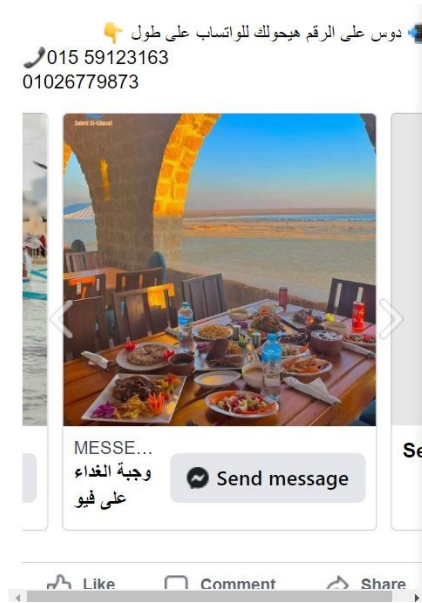 دوس على الرقم هيحولك للواتساب على طول 👇
015 59123163
01026779873
MESSE...
وجبة الغداء
على فيو
Send message
Se
Like
Comment
Share